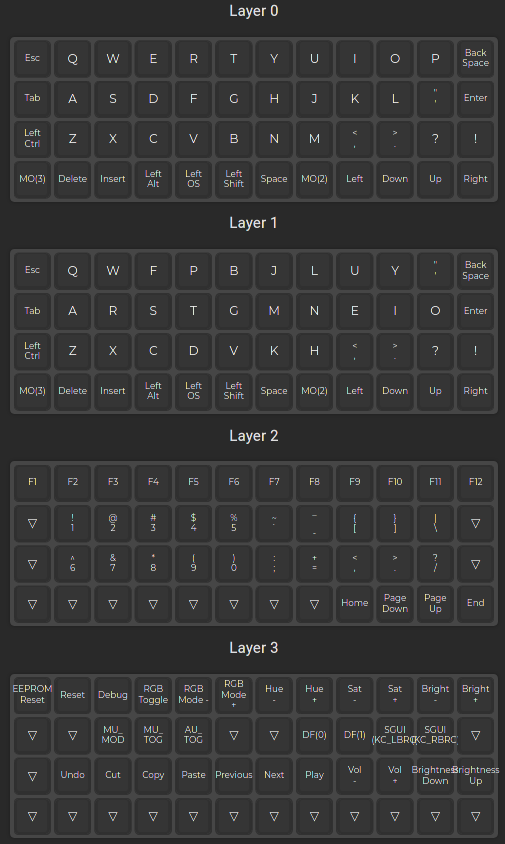 Layer 0
Esc Q W E R T Y U I O P Back Space
Tab A S D F G H J K L " ' Enter
Left Ctrl Z X C V B N M < , > . ? !
MO(3) Delete Insert Left Alt Left OS Left Shift Space MO(2) Left Down Up Right
Layer 1
Esc Q W F P B J L U Y " ' Back Space
Tab A R S T G M N E I O Enter
Left Ctrl Z X C D V K H < , > . ? !
MO(3) Delete Insert Left Alt Left OS Left Shift Space MO(2) Left Down Up Right
Layer 2
F1 F2 F3 F4 F5 F6 F7 F8 F9 F10 F11 F12
▽ ! 1 @ 2 # 3 $ 4 % 5 ~ ` _ - { [ } ] | \ ▽
▽ ^ 6 & 7 * 8 ( 9 ) 0 : ; + = < , > . ? / ▽
▽ ▽ ▽ ▽ ▽ ▽ ▽ ▽ Home Page Down Page Up End
Layer 3
EEPROM Reset Reset Debug RGB Toggle RGB Mode - RGB Mode + Hue - Hue + Sat - Sat + Bright - Bright +
▽ ▽ MU_MOD MU_TOG AU_TOG ▽ ▽ DF(0) DF(1) SGUI (KC_LBRC) SGUI (KC_RBRC) ▽
▽ Undo Cut Copy Paste Previous Next Play Vol - Vol + Brightness Down Brightness Up
▽ ▽ ▽ ▽ ▽ ▽ ▽ ▽ ▽ ▽ ▽ ▽